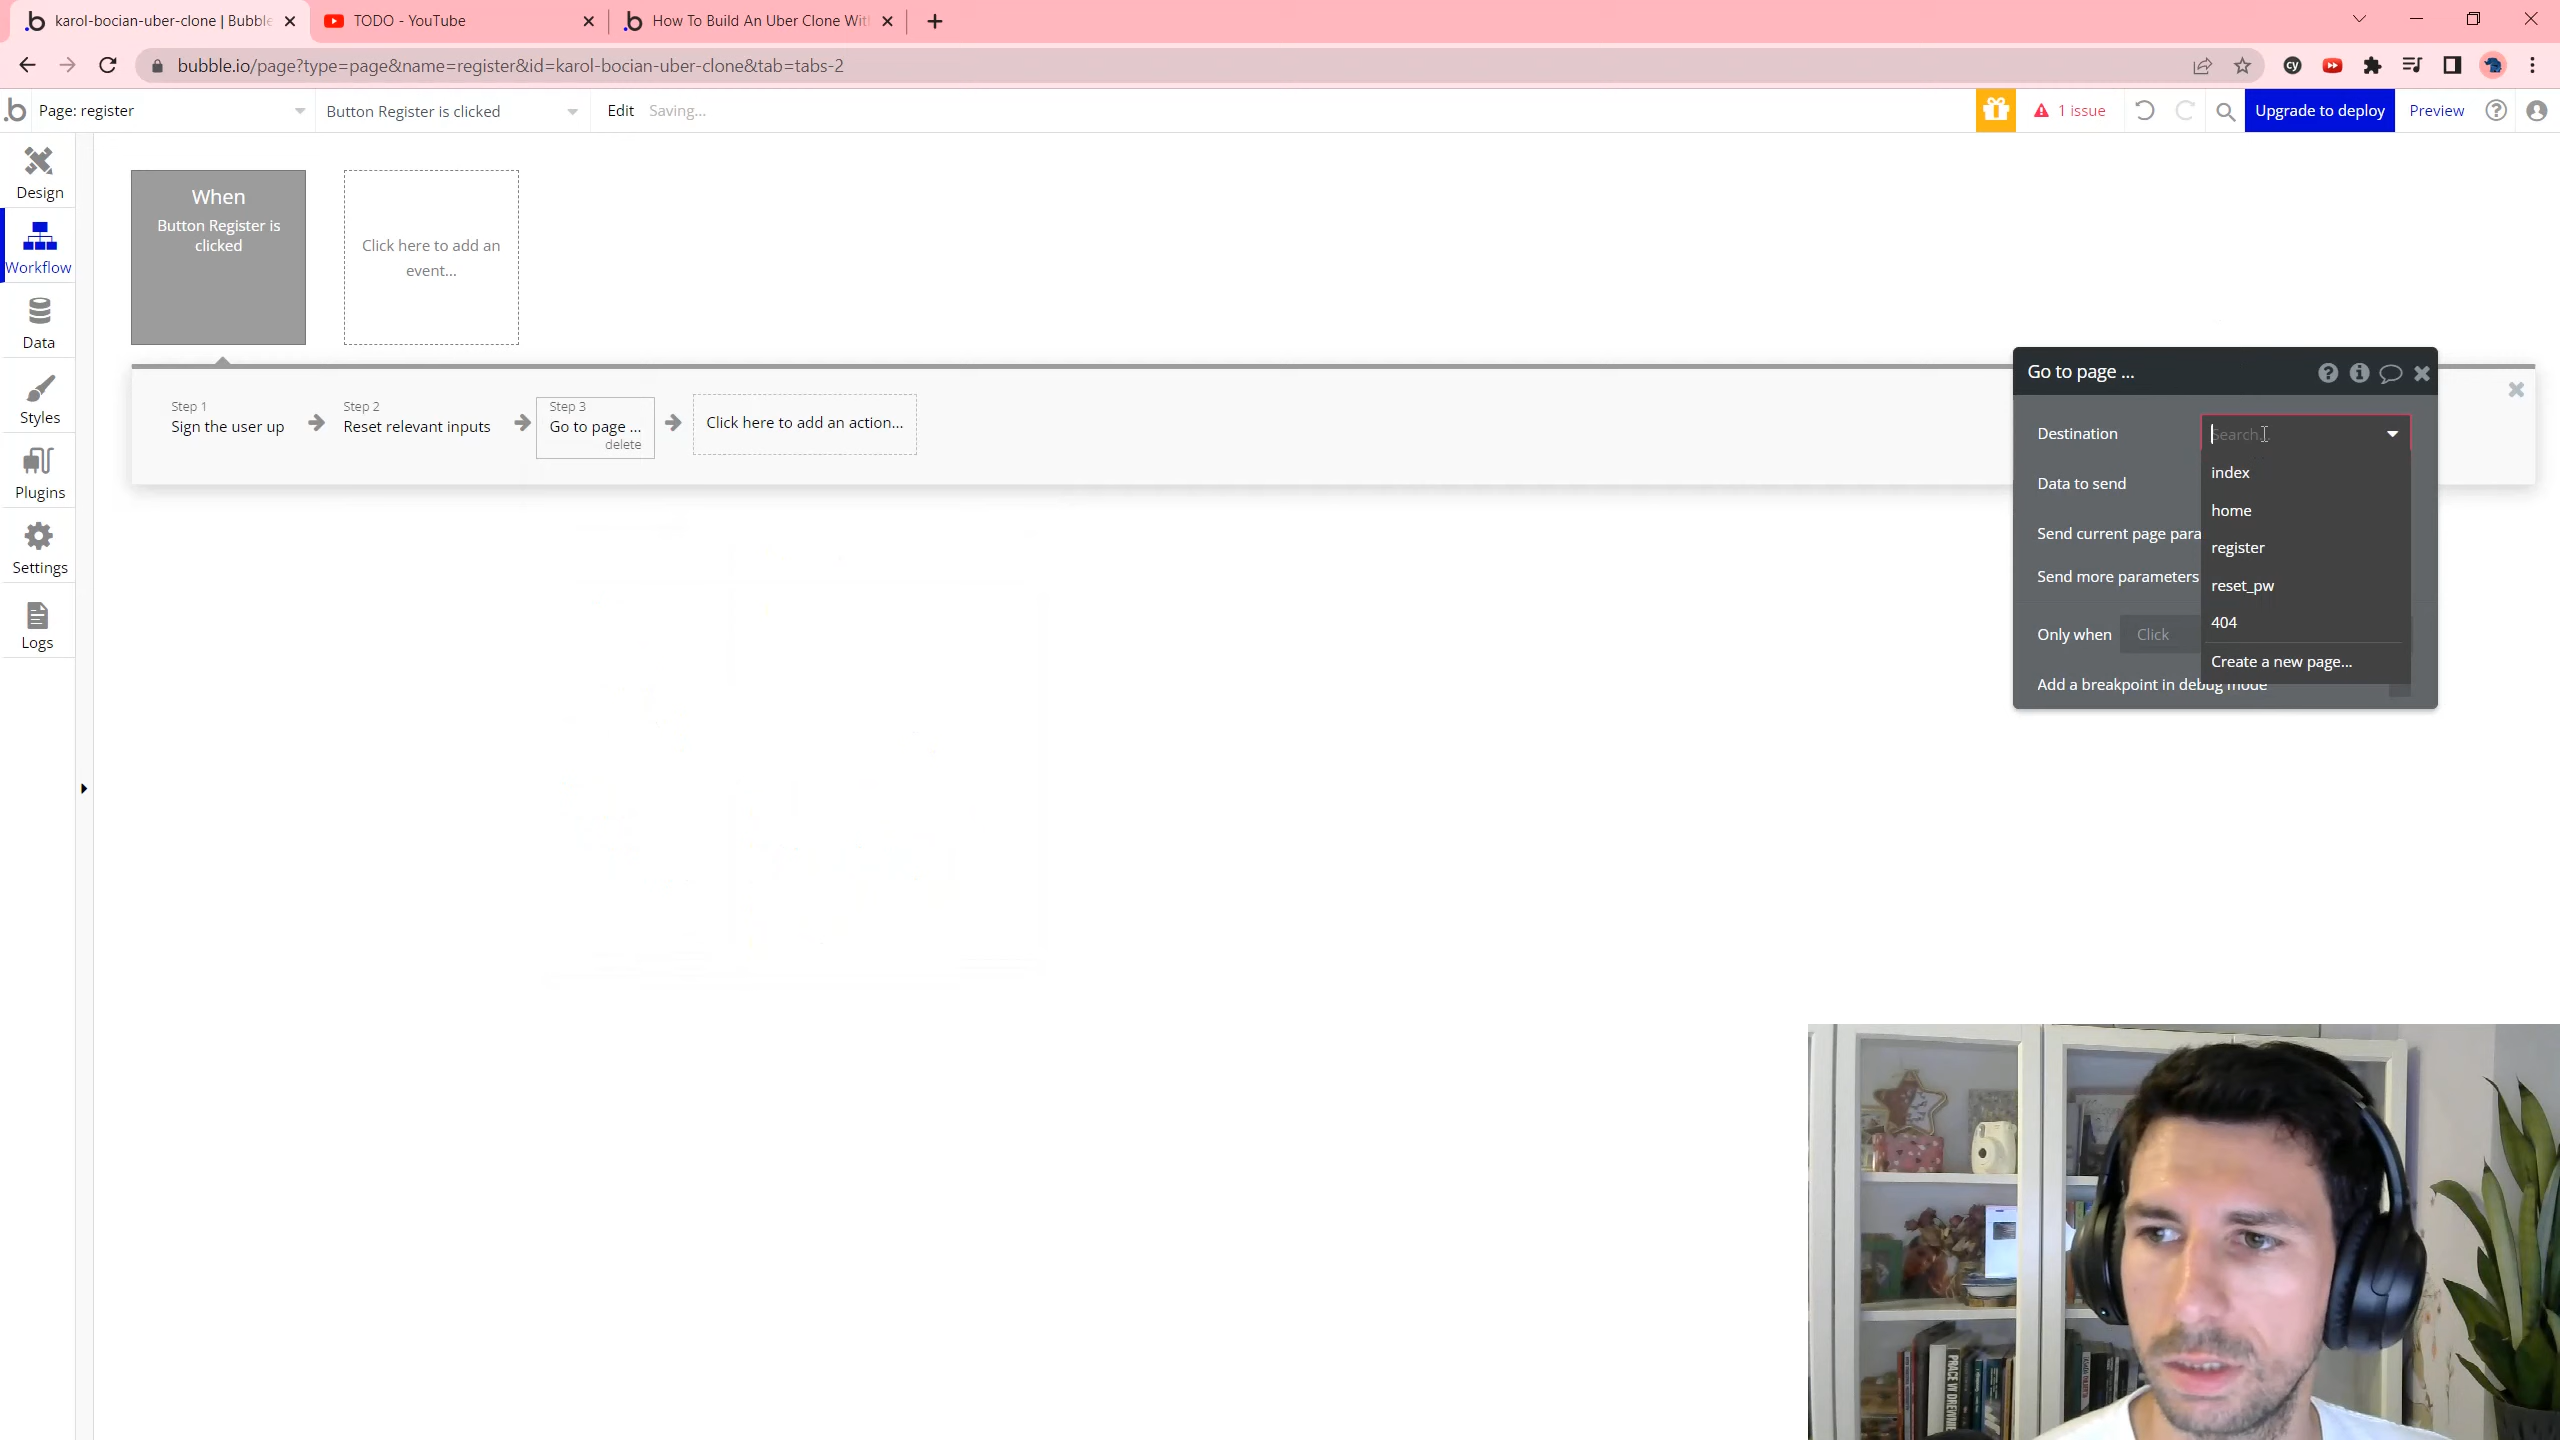 karol-bocian-uber-clone | Bubble
TODO - YouTube
How To Build An Uber Clone With
bubble.io/page?type=page&name=register&id=karol-bocian-uber-clone&tab=tabs-2
Page: register
Button Register is clicked
Edit
Saving...
1 issue
Upgrade to deploy
Preview
Design
Workflow
Data
Styles
Plugins
Settings
Logs
When
Button Register is
clicked
Click here to add an
event...
Step 1
Sign the user up
Step 2
Reset relevant inputs
Step 3
Go to page ...
delete
Click here to add an action...
Go to page ...
Destination
Search...
index
Data to send
home
Send current page para
register
Send more parameters
reset_pw
404
Only when
Click
Create a new page...
Add a breakpoint in debug mode
PRACE W DREWNIE